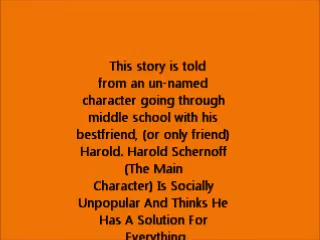 This story is told
from an un-named
character going through
middle school with his
bestfriend, (or only friend)
Harold. Harold Schernoff
(The Main
Character) Is Socially
Unpopular And Thinks He
Has A Solution For
Everything